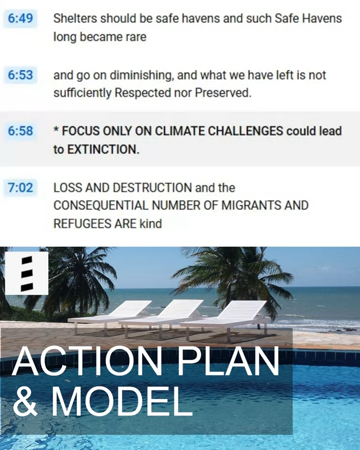 6:49 Shelters should be safe havens and such Safe Havens
long became rare
6:53 and go on diminishing, and what we have left is not
sufficiently Respected nor Preserved.
6:58 * FOCUS ONLY ON CLIMATE CHALLENGES could lead
to EXTINCTION.
7:02 LOSS AND DESTRUCTION and the
CONSEQUENTIAL NUMBER OF MIGRANTS AND
REFUGEES ARE kind
ACTION PLAN
& MODEL